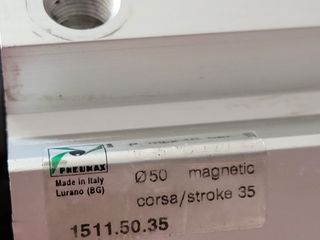 PNEUMAX
Made in Italy
Lurano (BG)
Ø50 magnetic
corsa/stroke 35
1511.50.35